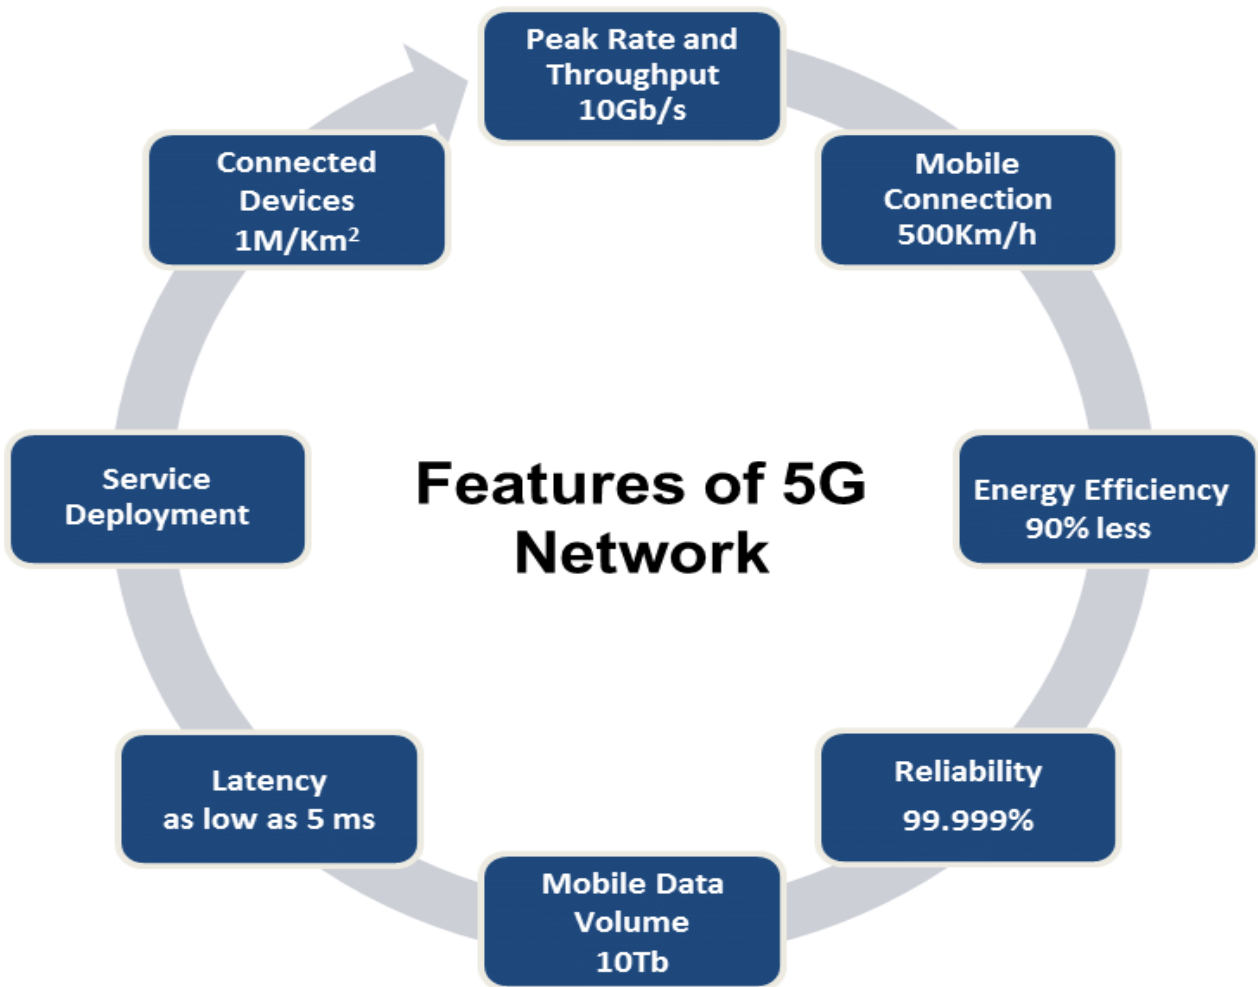 Peak Rate and
Throughput
10Gb/s
Mobile
Connection
500Km/h
Energy Efficiency
90% less
Reliability
99.999%
Mobile Data
Volume
10Tb
Latency
as low as 5 ms
Service
Deployment
Connected
Devices
1M/Km²
Features of 5G
Network